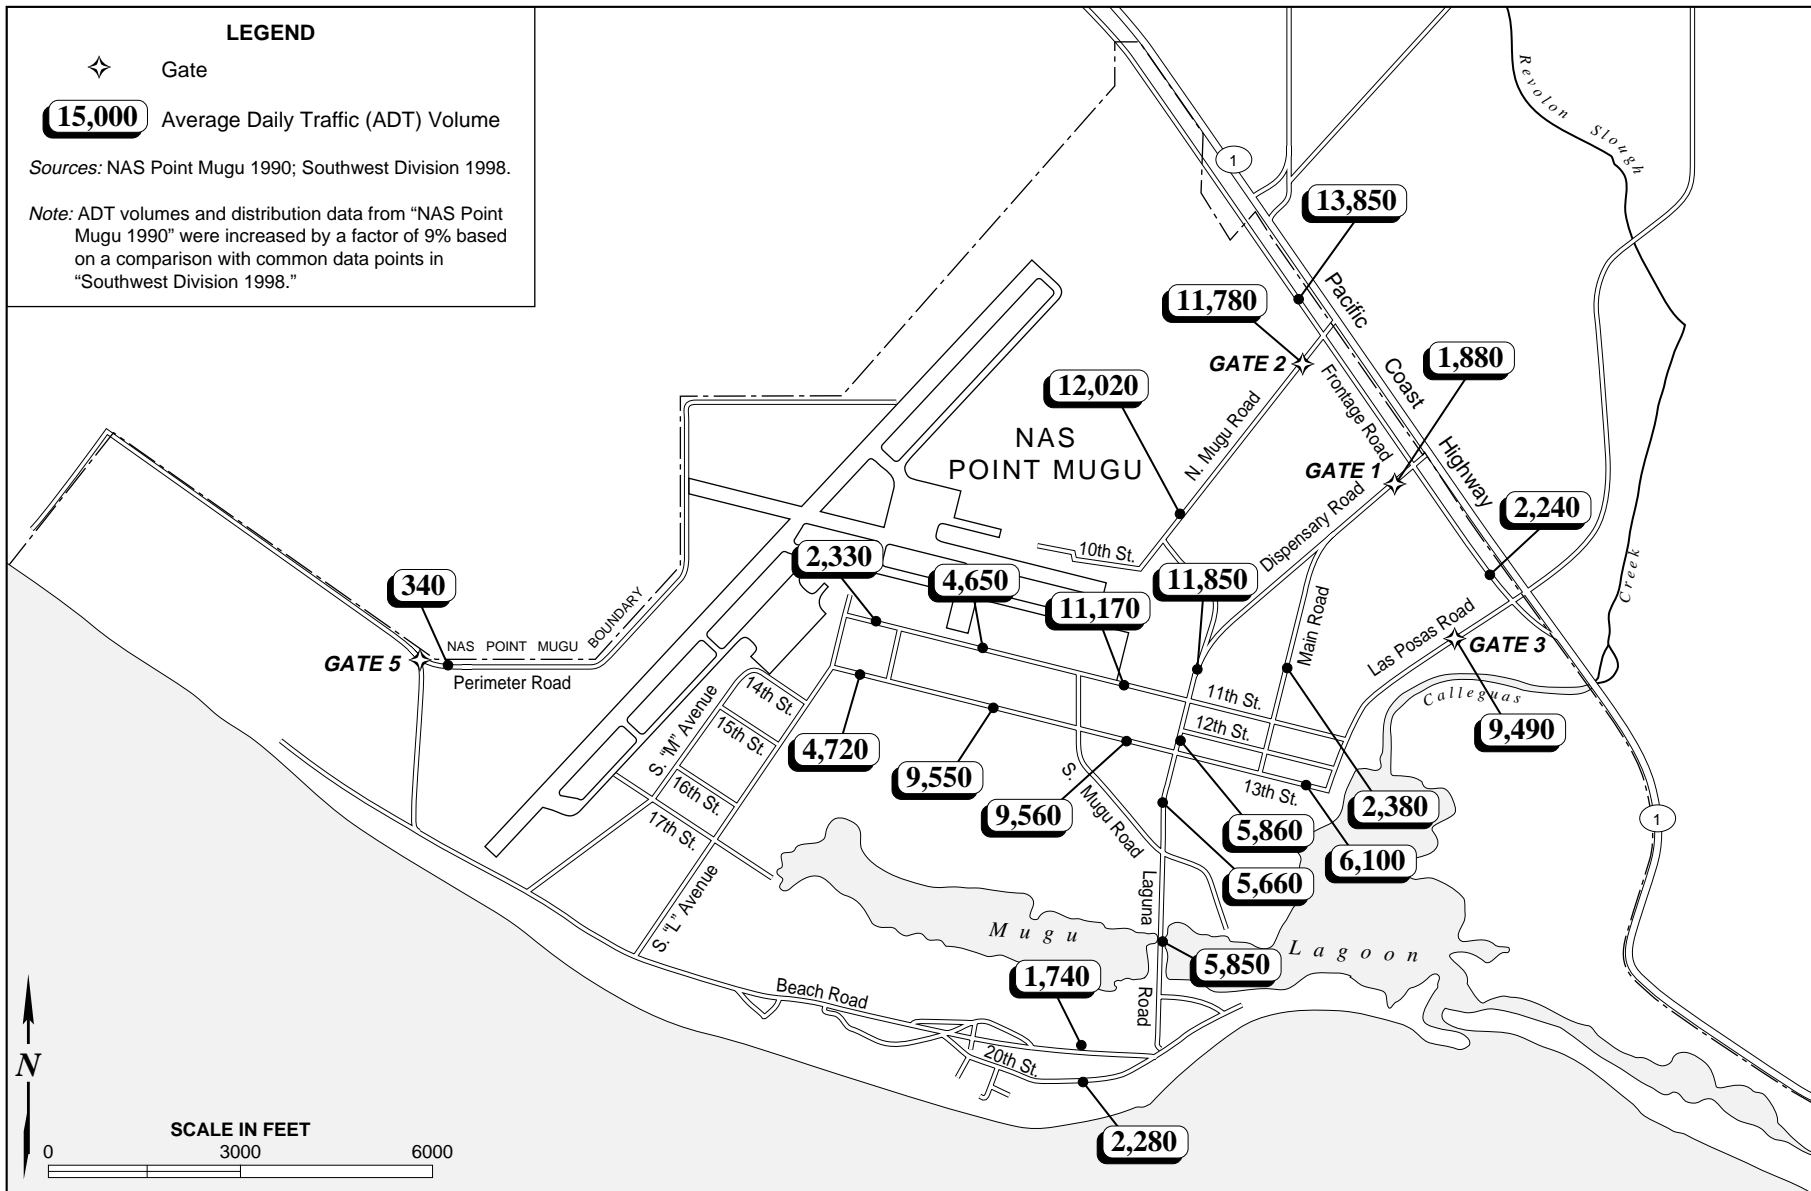 LEGEND
Gate
15,000 Average Daily Traffic (ADT) Volume
Sources: NAS Point Mugu 1990; Southwest Division 1998.
Note: ADT volumes and distribution data from “NAS Point
Mugu 1990” were increased by a factor of 9% based
on a comparison with common data points in
“Southwest Division 1998.”
Revolon Slough
1
13,850
Pacific Coast Highway
11,780
GATE 2
1,880
Frontage Road
12,020
N. Mugu Road
NAS
POINT MUGU
GATE 1
2,240
Dispensary Road
10th St.
2,330
4,650
11,170
11,850
340
NAS POINT MUGU BOUNDARY
GATE 5
Perimeter Road
Main Road
Las Posas Road
GATE 3
Calleguas
Creek
14th St.
15th St.
16th St.
17th St.
S. “M” Avenue
S. “L” Avenue
11th St.
12th St.
13th St.
4,720
9,550
9,560
9,490
2,380
5,860
6,100
5,660
S. Mugu Road
1
Laguna
Road
Mugu
Lagoon
5,850
1,740
Beach Road
20th St.
2,280
N
SCALE IN FEET
0 3000 6000